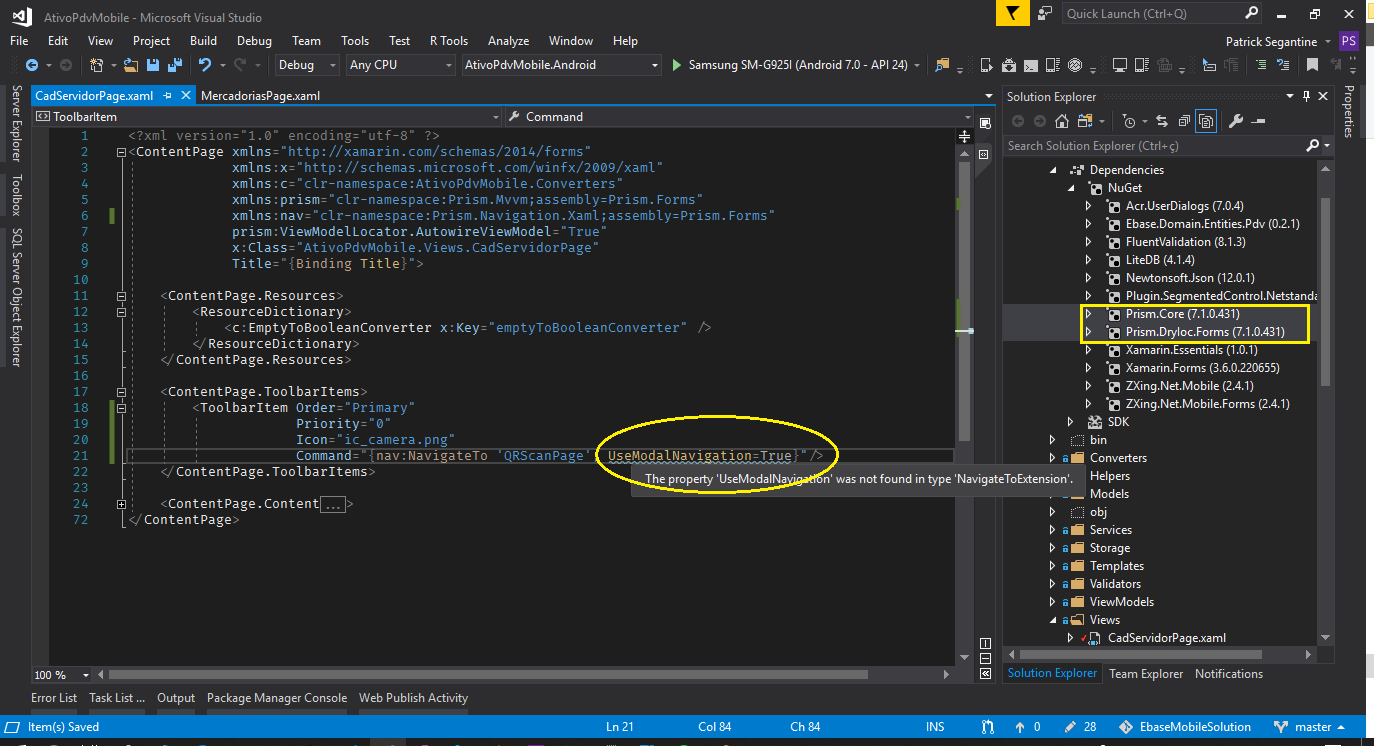 AtivoPdvMobile - Microsoft Visual Studio
Quick Launch (Ctrl+Q)
File Edit View Project Build Debug Team Tools Test R Tools Analyze Window Help
Patrick Segantine PS
Debug Any CPU AtivoPdvMobile.Android Samsung SM-G925I (Android 7.0 - API 24)
Server Explorer
Toolbox
SQL Server Object Explorer
CadServidorPage.xaml MercadoriasPage.xaml
ToolbarItem Command
1 <?xml version="1.0" encoding="utf-8" ?>
2 <ContentPage xmlns="http://xamarin.com/schemas/2014/forms"
3 xmlns:x="http://schemas.microsoft.com/winfx/2009/xaml"
4 xmlns:c="clr-namespace:AtivoPdvMobile.Converters"
5 xmlns:prism="clr-namespace:Prism.Mvvm;assembly=Prism.Forms"
6 xmlns:nav="clr-namespace:Prism.Navigation.Xaml;assembly=Prism.Forms"
7 prism:ViewModelLocator.AutowireViewModel="True"
8 x:Class="AtivoPdvMobile.Views.CadServidorPage"
9 Title="{Binding Title}">
10
11 <ContentPage.Resources>
12 <ResourceDictionary>
13 <c:EmptyToBooleanConverter x:Key="emptyToBooleanConverter" />
14 </ResourceDictionary>
15 </ContentPage.Resources>
16
17 <ContentPage.ToolbarItems>
18 <ToolbarItem Order="Primary"
19 Priority="0"
20 Icon="ic_camera.png"
21 Command="{nav:NavigateTo 'QRScanPage' UseModalNavigation=True}"/>
22 </ContentPage.ToolbarItems>
The property 'UseModalNavigation' was not found in type 'NavigateToExtension'.
23
24 <ContentPage.Content...>
72 </ContentPage>
100 %
Solution Explorer
Search Solution Explorer (Ctrl+ç)
Dependencies
NuGet
Acr.UserDialogs (7.0.4)
Ebase.Domain.Entities.Pdv (0.2.1)
FluentValidation (8.1.3)
LiteDB (4.1.4)
Newtonsoft.Json (12.0.1)
Plugin.SegmentedControl.Netstanda
Prism.Core (7.1.0.431)
Prism.DryIoc.Forms (7.1.0.431)
Xamarin.Essentials (1.0.1)
Xamarin.Forms (3.6.0.220655)
ZXing.Net.Mobile (2.4.1)
ZXing.Net.Mobile.Forms (2.4.1)
SDK
bin
Converters
Helpers
Models
obj
Services
Storage
Templates
Validators
ViewModels
Views
CadServidorPage.xaml
Solution Explorer Team Explorer Notifications
Properties
Error List Task List ... Output Package Manager Console Web Publish Activity
Item(s) Saved Ln 21 Col 84 Ch 84 INS 0 28 EbaseMobileSolution master